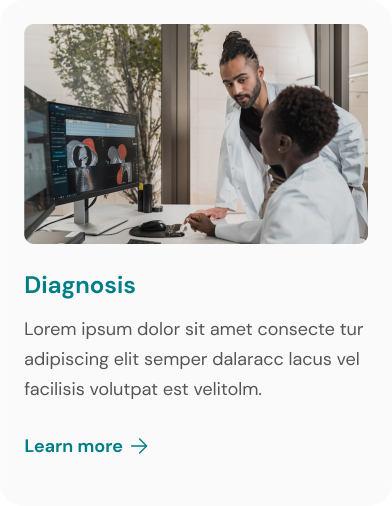 Diagnosis
Lorem ipsum dolor sit amet consecte tur
adipiscing elit semper dalaracc lacus vel
facilisis volutpat est velitolm.
Learn more →